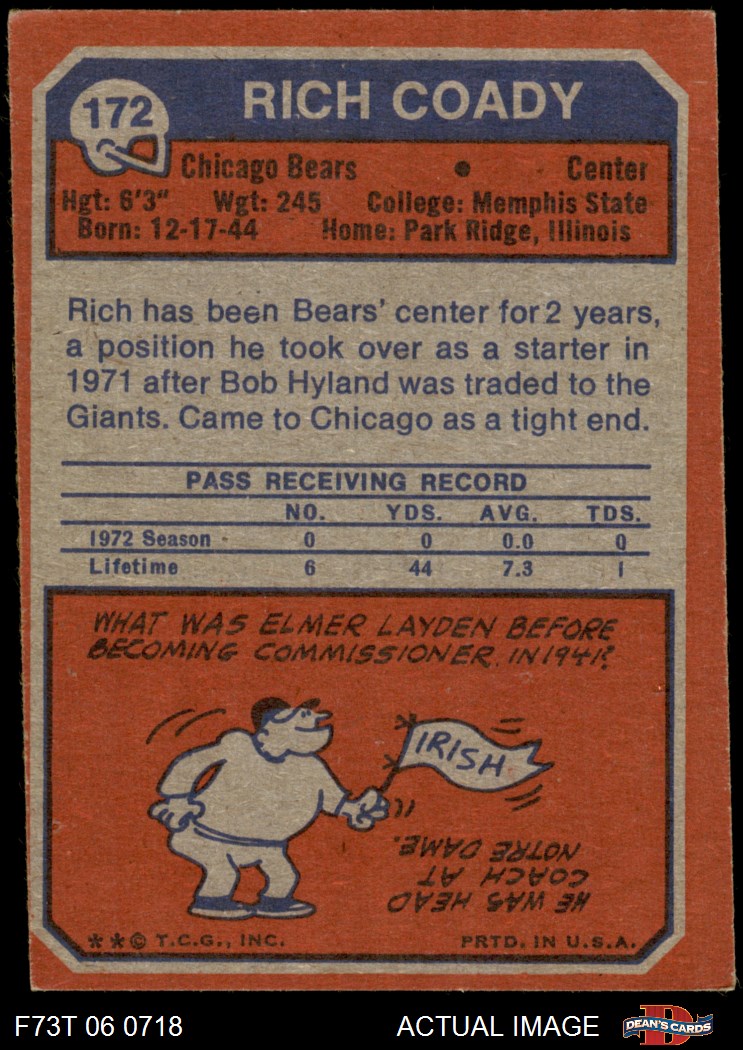 172
RICH COADY
Chicago Bears • Center
Hgt: 6'3" Wgt: 245 College: Memphis State
Born: 12-17-44 Home: Park Ridge, Illinois
Rich has been Bears' center for 2 years,
a position he took over as a starter in
1971 after Bob Hyland was traded to the
Giants. Came to Chicago as a tight end.
PASS RECEIVING RECORD
NO. YDS. AVG. TDS.
1972 Season 0 0 0.0 0
Lifetime 6 44 7.3 1
WHAT WAS ELMER LAYDEN BEFORE
BECOMING COMMISSIONER IN 1941?
IRISH
HE WAS HEAD
COACH AT
NOTRE DAME.
**© T.C.G., INC. PRTD. IN U.S.A.
F73T 06 0718 ACTUAL IMAGE D DEAN'S CARDS